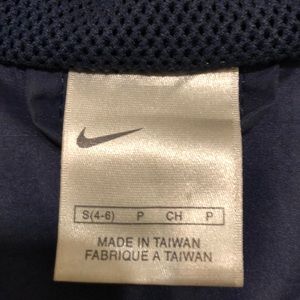 S(4-6) P CH P
MADE IN TAIWAN
FABRIQUE A TAIWAN